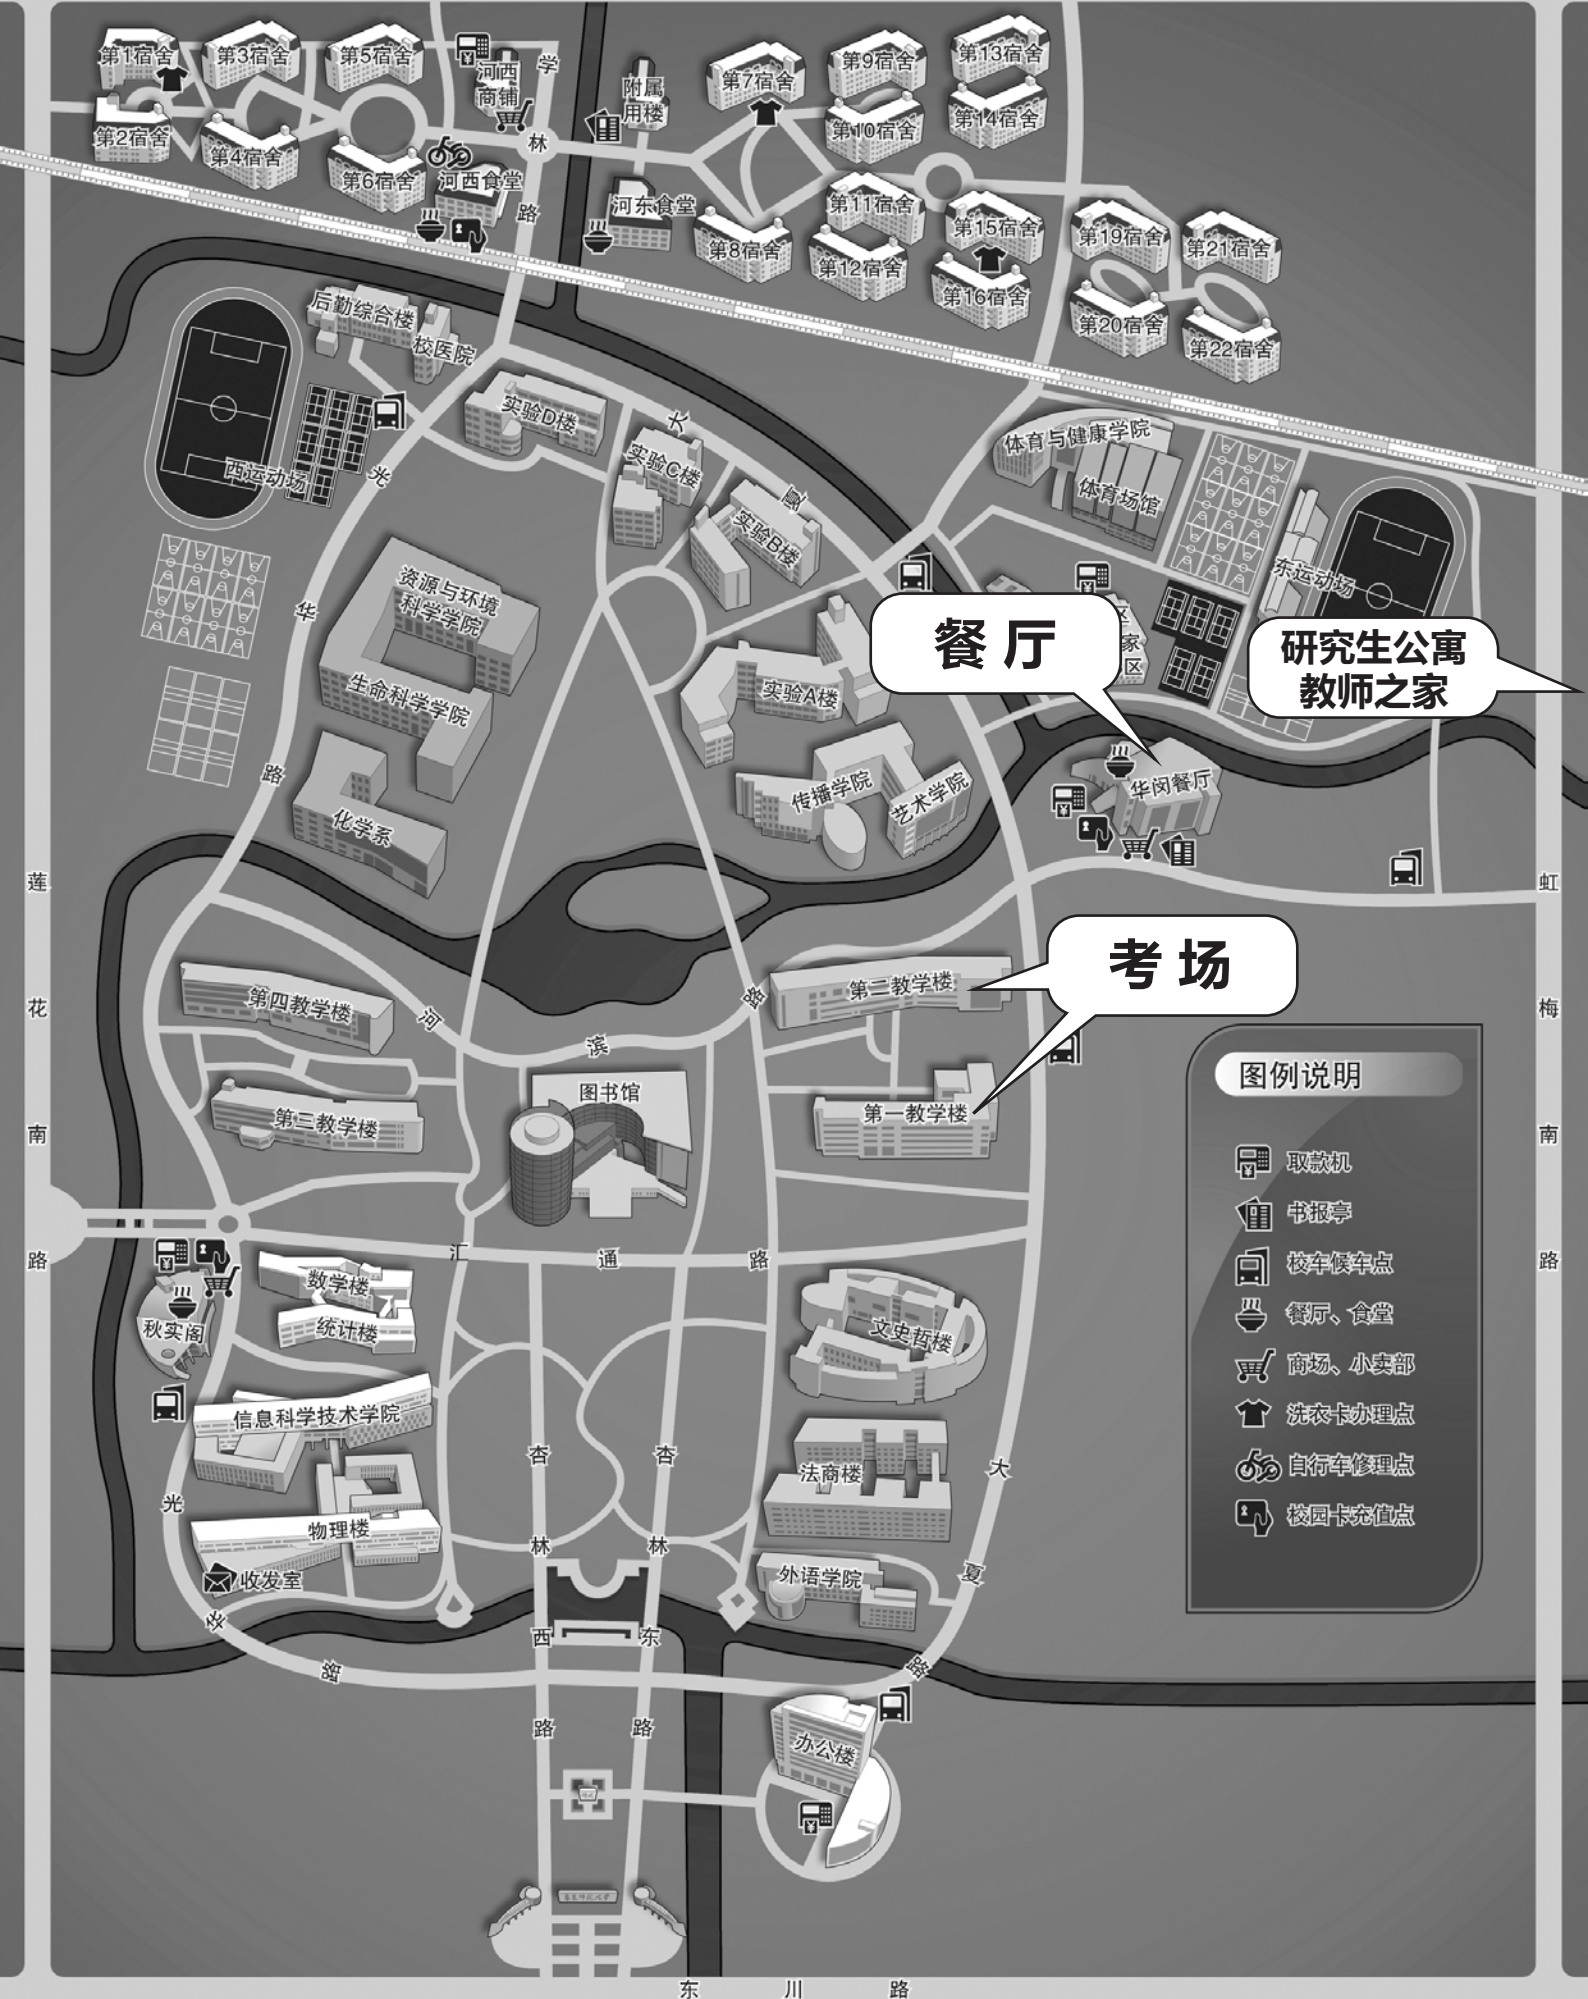 第1宿舍
第3宿舍
第5宿舍
河西
商铺
学
附属
用楼
第7宿舍
第9宿舍
第13宿舍
第2宿舍
第4宿舍
第6宿舍
河西食堂
林
路
河东食堂
第10宿舍
第14宿舍
第11宿舍
第8宿舍
第12宿舍
第15宿舍
第16宿舍
第19宿舍
第21宿舍
第20宿舍
第22宿舍
后勤综合楼
校医院
西运动场
光
华
路
实验D楼
大
实验C楼
夏
实验B楼
体育与健康学院
体育场馆
东运动场
资源与环境
科学学院
生命科学学院
化学系
实验A楼
传播学院
艺术学院
区
家
区
餐厅
研究生公寓
教师之家
华闵餐厅
莲
花
南
路
虹
梅
南
路
第四教学楼
河
滨
路
第二教学楼
考场
第三教学楼
图书馆
第一教学楼
图例说明
取款机
书报亭
校车候车点
餐厅、食堂
商场、小卖部
洗衣卡办理点
自行车修理点
校园卡充值点
汇
通
路
数学楼
统计楼
秋实阁
文史哲楼
信息科学技术学院
杏
杏
法商楼
大
光
物理楼
林
林
收发室
外语学院
夏
华
西
东
路
路
路
路
办公楼
东
川
路